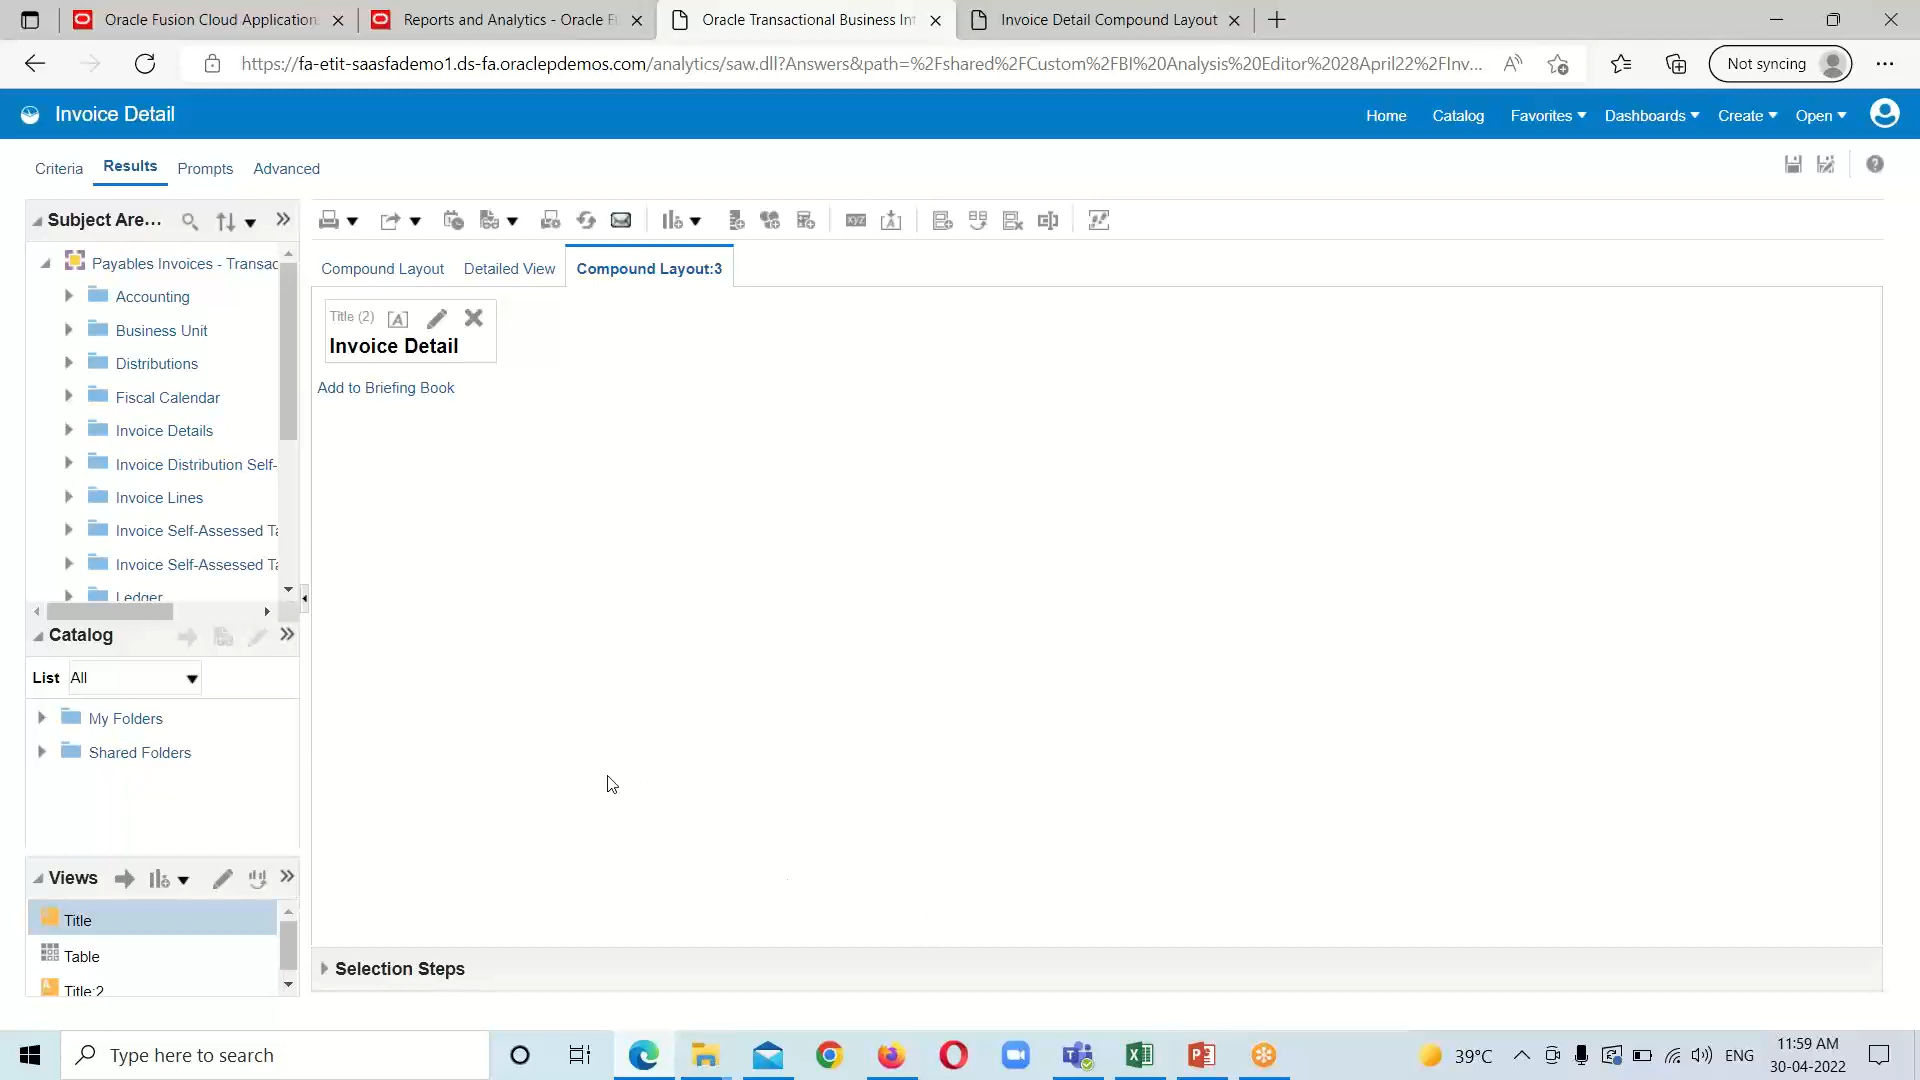 Oracle Fusion Cloud Application
Reports and Analytics - Oracle F
Oracle Transactional Business Int
Invoice Detail Compound Layout
https://fa-etit-saasfademo1.ds-fa.oraclepdemos.com/analytics/saw.dll?Answers&path=%2Fshared%2FCustom%2FBI%20Analysis%20Editor%2028April22%2FInv...
Not syncing
Invoice Detail
Home
Catalog
Favorites
Dashboards
Create
Open
Criteria
Results
Prompts
Advanced
Subject Are...
Payables Invoices - Transac
Accounting
Business Unit
Distributions
Fiscal Calendar
Invoice Details
Invoice Distribution Self-
Invoice Lines
Invoice Self-Assessed Ta
Invoice Self-Assessed Ta
Ledger
Catalog
List All
My Folders
Shared Folders
Views
Title
Table
Title:2
xyz
Compound Layout
Detailed View
Compound Layout:3
Title (2)
Invoice Detail
Add to Briefing Book
Selection Steps
Type here to search
39°C
ENG
11:59 AM
30-04-2022